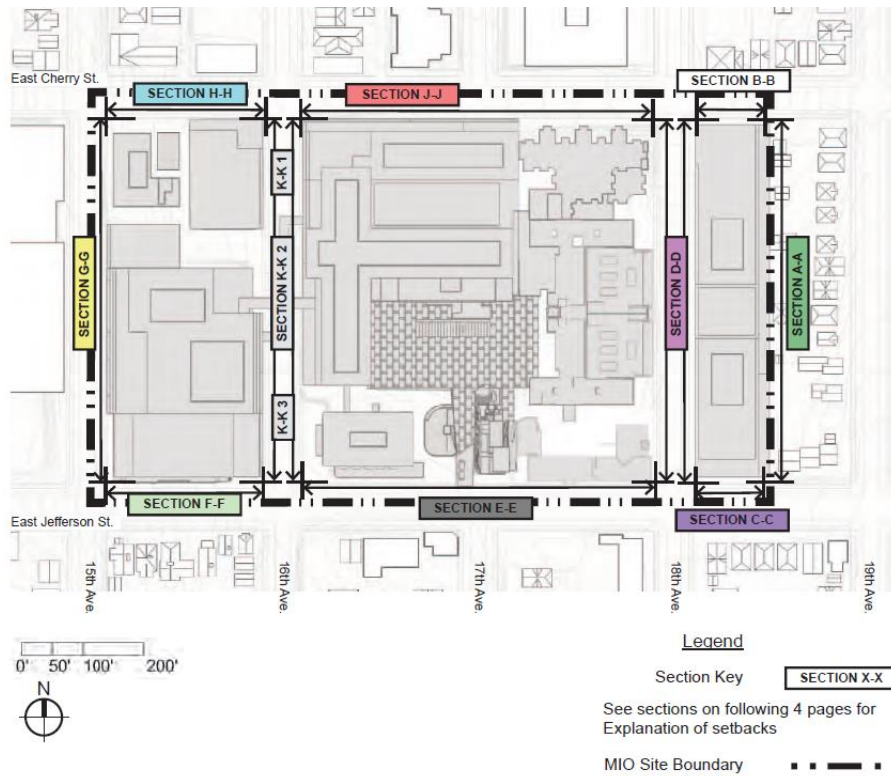 East Cherry St.
SECTION H-H
SECTION J-J
SECTION B-B
K-K 1
SECTION G-G
SECTION K-K 2
SECTION D-D
SECTION A-A
K-K 3
SECTION F-F
SECTION E-E
SECTION C-C
East Jefferson St.
15th Ave.
16th Ave.
17th Ave.
18th Ave.
19th Ave.
0' 50' 100' 200'
N
Legend
Section Key SECTION X-X
See sections on following 4 pages for
Explanation of setbacks
MIO Site Boundary